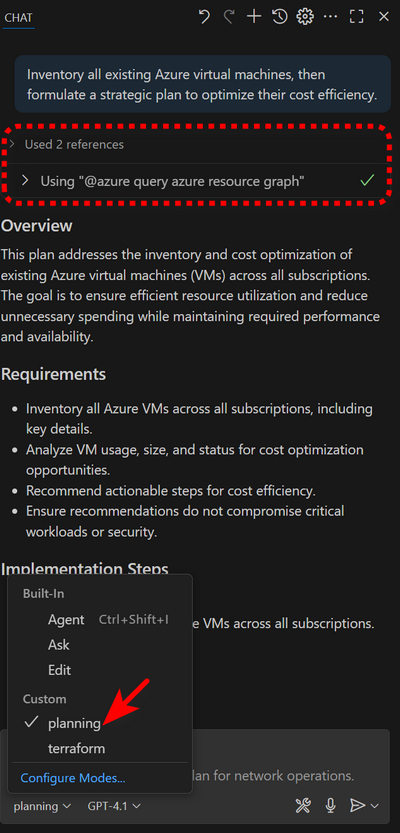 CHAT
Inventory all existing Azure virtual machines, then
formulate a strategic plan to optimize their cost efficiency.
Used 2 references
Using "@azure query azure resource graph"
Overview
This plan addresses the inventory and cost optimization of
existing Azure virtual machines (VMs) across all subscriptions.
The goal is to ensure efficient resource utilization and reduce
unnecessary spending while maintaining required performance
and availability.
Requirements
• Inventory all Azure VMs across all subscriptions, including
key details.
• Analyze VM usage, size, and status for cost optimization
opportunities.
• Recommend actionable steps for cost efficiency.
• Ensure recommendations do not compromise critical
workloads or security.
Implementation Steps
VMs across all subscriptions.
Built-In
Agent Ctrl+Shift+I
Ask
Edit
Custom
planning
terraform
Configure Modes...
for network operations.
planning GPT-4.1